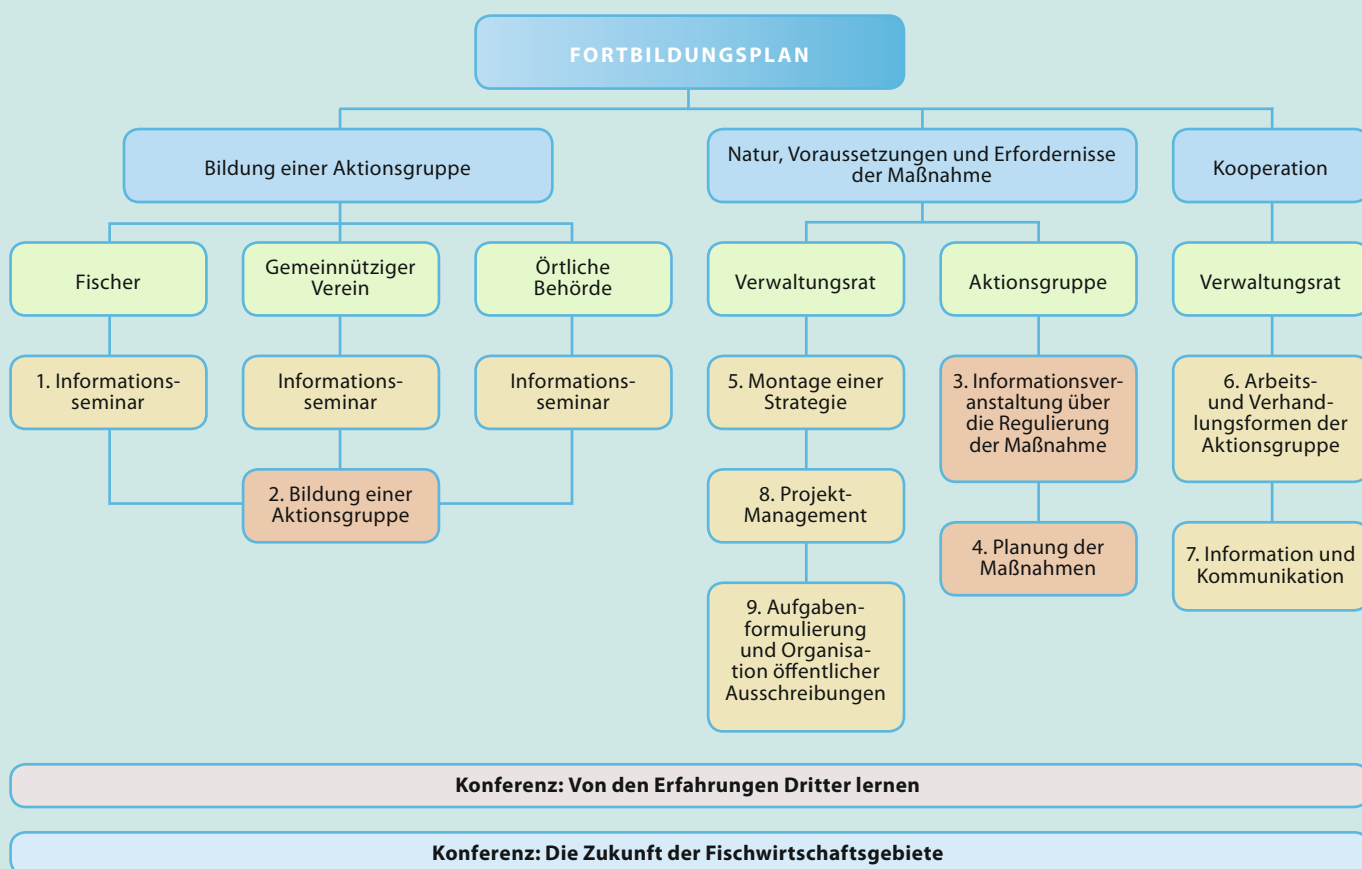 FORTBILDUNGSPLAN
Bildung einer Aktionsgruppe
Natur, Voraussetzungen und Erfordernisse
der Maßnahme
Kooperation
Fischer
Gemeinnütziger
Verein
Örtliche
Behörde
Verwaltungsrat
Aktionsgruppe
Verwaltungsrat
1. Informations-
seminar
Informations-
seminar
Informations-
seminar
5. Montage einer
Strategie
3. Informationsver-
anstaltung über
die Regulierung
der Maßnahme
6. Arbeits-
und Verhand-
lungsformen der
Aktionsgruppe
2. Bildung einer
Aktionsgruppe
8. Projekt-
Management
4. Planung der
Maßnahmen
7. Information und
Kommunikation
9. Aufgaben-
formulierung
und Organisa-
tion öffentlicher
Ausschreibungen
Konferenz: Von den Erfahrungen Dritter lernen
Konferenz: Die Zukunft der Fischwirtschaftsgebiete